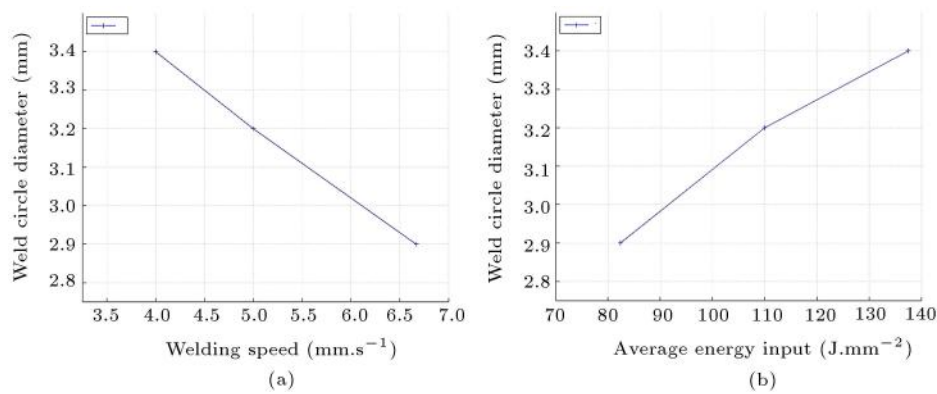 Weld circle diameter (mm)
3.4
3.3
3.2
3.1
3.0
2.9
2.8
3.5 4.0 4.5 5.0 5.5 6.0 6.5 7.0
Welding speed (mm.s⁻¹)
(a)
Weld circle diameter (mm)
3.4
3.3
3.2
3.1
3.0
2.9
2.8
70 80 90 100 110 120 130 140
Average energy input (J.mm⁻²)
(b)